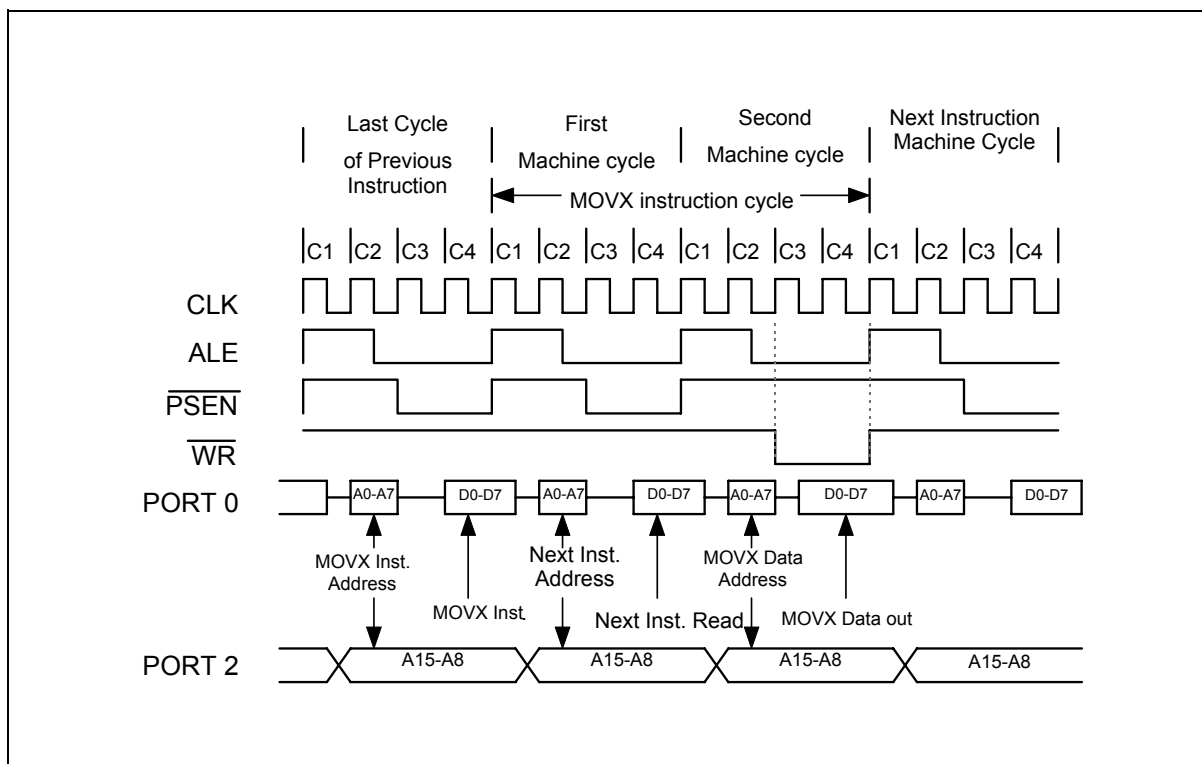 Last Cycle
of Previous
Instruction
First
Machine cycle
Second
Machine cycle
Next Instruction
Machine Cycle
MOVX instruction cycle
C1 C2 C3 C4 C1 C2 C3 C4 C1 C2 C3 C4 C1 C2 C3 C4
CLK
ALE
PSEN
WR
PORT 0
A0-A7 D0-D7 A0-A7 D0-D7 A0-A7 D0-D7 A0-A7 D0-D7
MOVX Inst.
Address
MOVX Inst.
Next Inst.
Address
Next Inst. Read
MOVX Data
Address
MOVX Data out
PORT 2
A15-A8 A15-A8 A15-A8 A15-A8